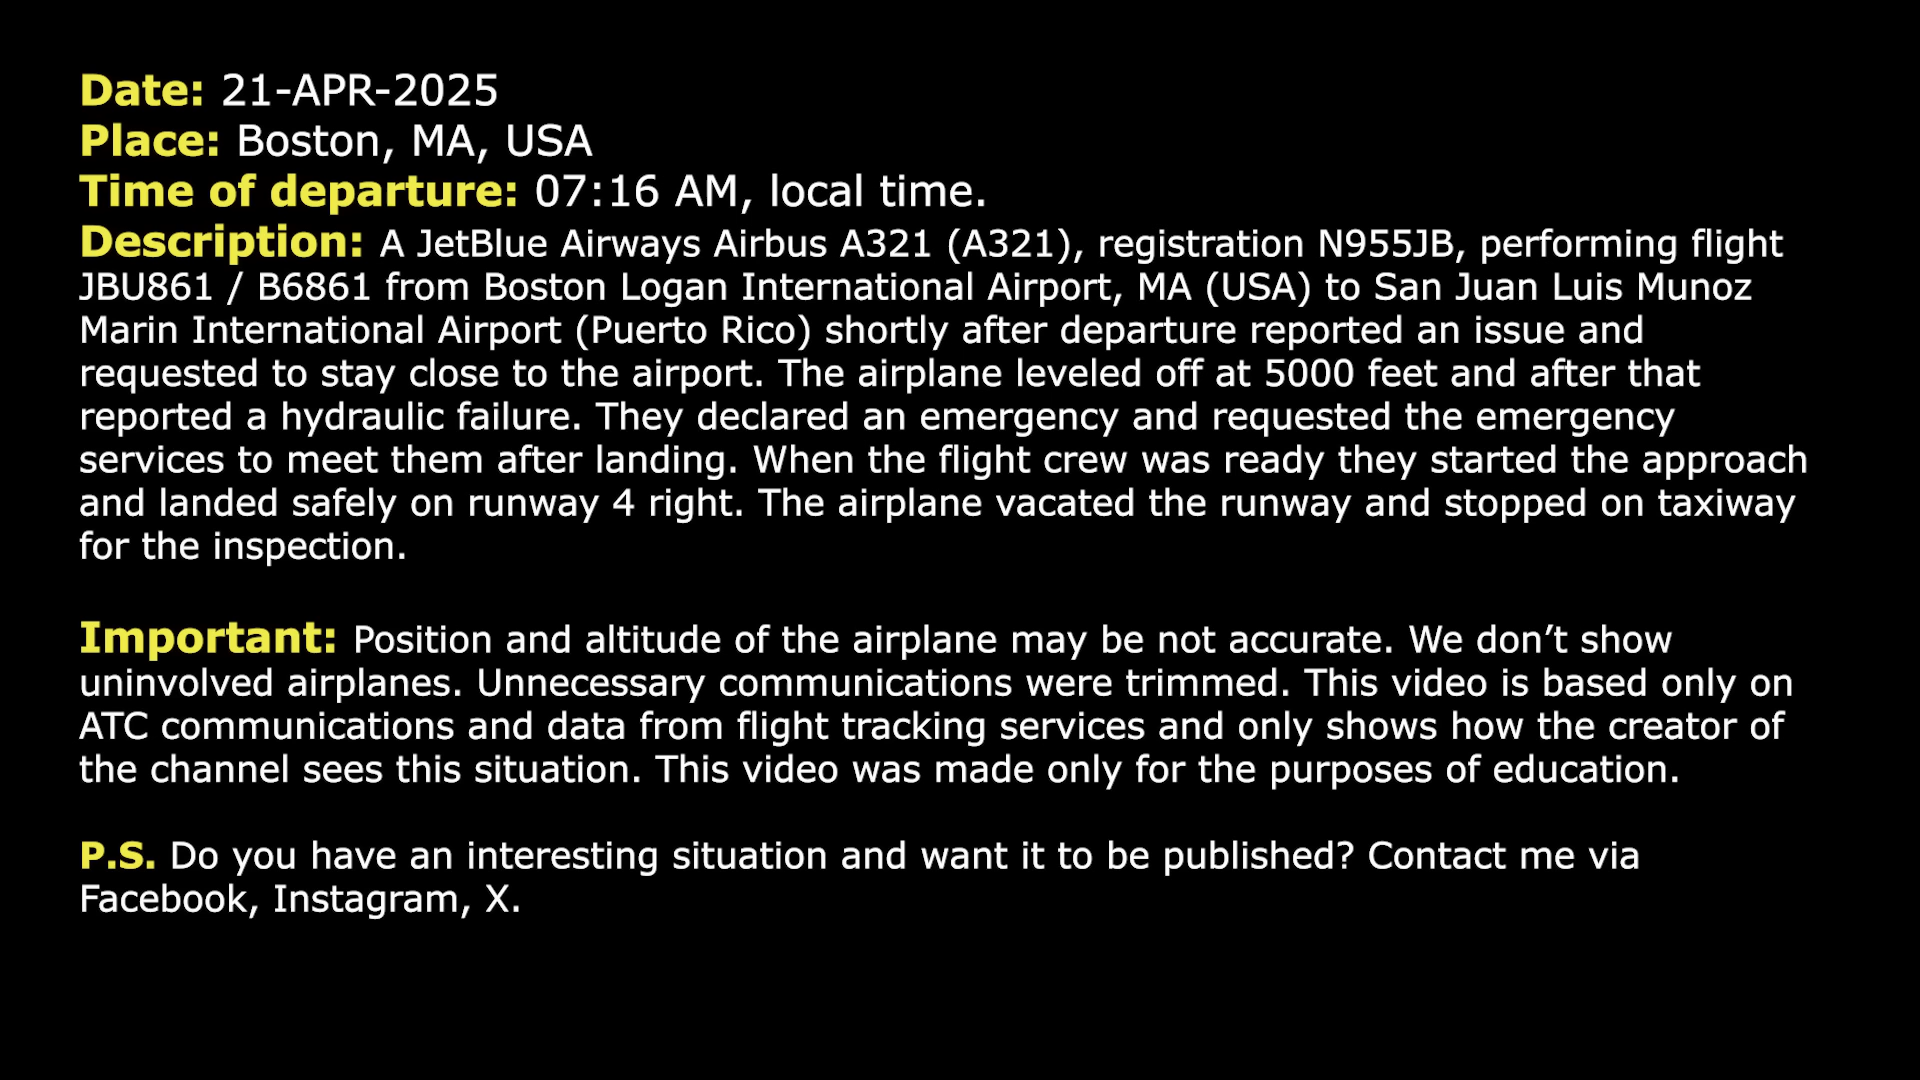 Date: 21-APR-2025
Place: Boston, MA, USA
Time of departure: 07:16 AM, local time.
Description: A JetBlue Airways Airbus A321 (A321), registration N955JB, performing flight
JBU861 / B6861 from Boston Logan International Airport, MA (USA) to San Juan Luis Munoz
Marin International Airport (Puerto Rico) shortly after departure reported an issue and
requested to stay close to the airport. The airplane leveled off at 5000 feet and after that
reported a hydraulic failure. They declared an emergency and requested the emergency
services to meet them after landing. When the flight crew was ready they started the approach
and landed safely on runway 4 right. The airplane vacated the runway and stopped on taxiway
for the inspection.
Important: Position and altitude of the airplane may be not accurate. We don’t show
uninvolved airplanes. Unnecessary communications were trimmed. This video is based only on
ATC communications and data from flight tracking services and only shows how the creator of
the channel sees this situation. This video was made only for the purposes of education.
P.S. Do you have an interesting situation and want it to be published? Contact me via
Facebook, Instagram, X.